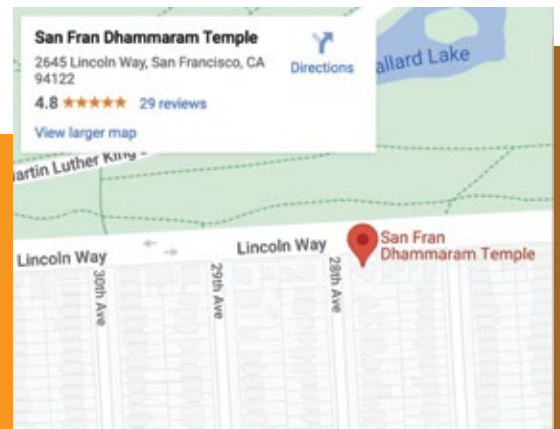 San Fran Dhammaram Temple
2645 Lincoln Way, San Francisco, CA
94122
4.8 ★★★★★ 29 reviews
View larger map
Directions
allard Lake
artin Luther King
Lincoln Way
Lincoln Way
San Fran
Dhammaram Temple
30th Ave
29th Ave
28th Ave